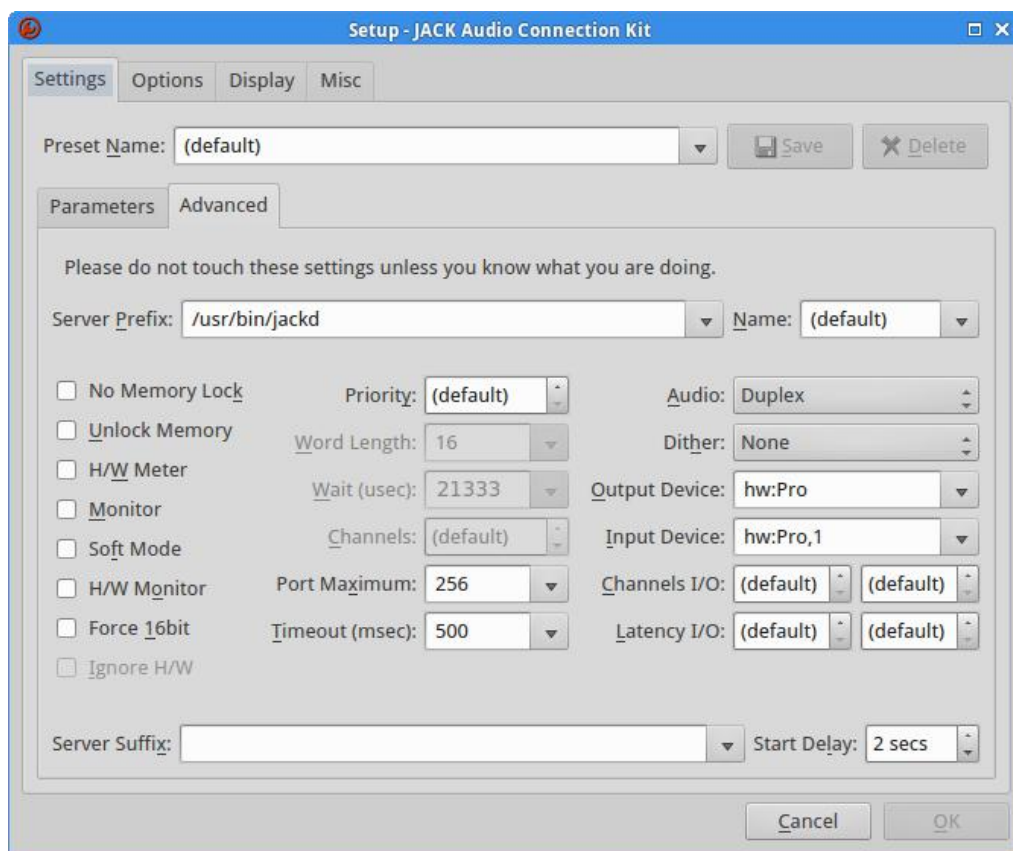 Setup - JACK Audio Connection Kit
Settings Options Display Misc
Preset Name: (default) Save Delete
Parameters Advanced
Please do not touch these settings unless you know what you are doing.
Server Prefix: /usr/bin/jackd Name: (default)
No Memory Lock Priority: (default) Audio: Duplex
Unlock Memory Word Length: 16 Dither: None
H/W Meter Wait (usec): 21333 Output Device: hw:Pro
Monitor Channels: (default) Input Device: hw:Pro,1
Soft Mode
H/W Monitor Port Maximum: 256 Channels I/O: (default) (default)
Force 16bit Timeout (msec): 500 Latency I/O: (default) (default)
Ignore H/W
Server Suffix: Start Delay: 2 secs
Cancel OK